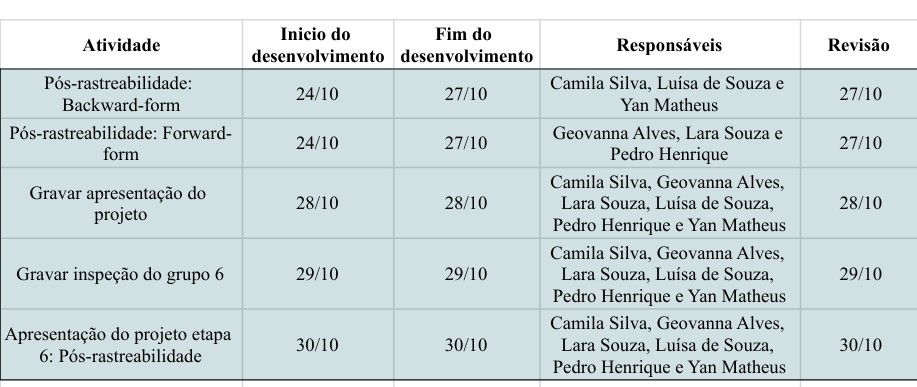 Atividade
Inicio do
desenvolvimento
Fim do
desenvolvimento
Responsáveis
Revisão
Pós-rastreabilidade:
Backward-form
24/10
27/10
Camila Silva, Luísa de Souza e
Yan Matheus
27/10
Pós-rastreabilidade: Forward-
form
24/10
27/10
Geovanna Alves, Lara Souza e
Pedro Henrique
27/10
Gravar apresentação do
projeto
28/10
28/10
Camila Silva, Geovanna Alves,
Lara Souza, Luísa de Souza,
Pedro Henrique e Yan Matheus
28/10
Gravar inspeção do grupo 6
29/10
29/10
Camila Silva, Geovanna Alves,
Lara Souza, Luísa de Souza,
Pedro Henrique e Yan Matheus
29/10
Apresentação do projeto etapa
6: Pós-rastreabilidade
30/10
30/10
Camila Silva, Geovanna Alves,
Lara Souza, Luísa de Souza,
Pedro Henrique e Yan Matheus
30/10